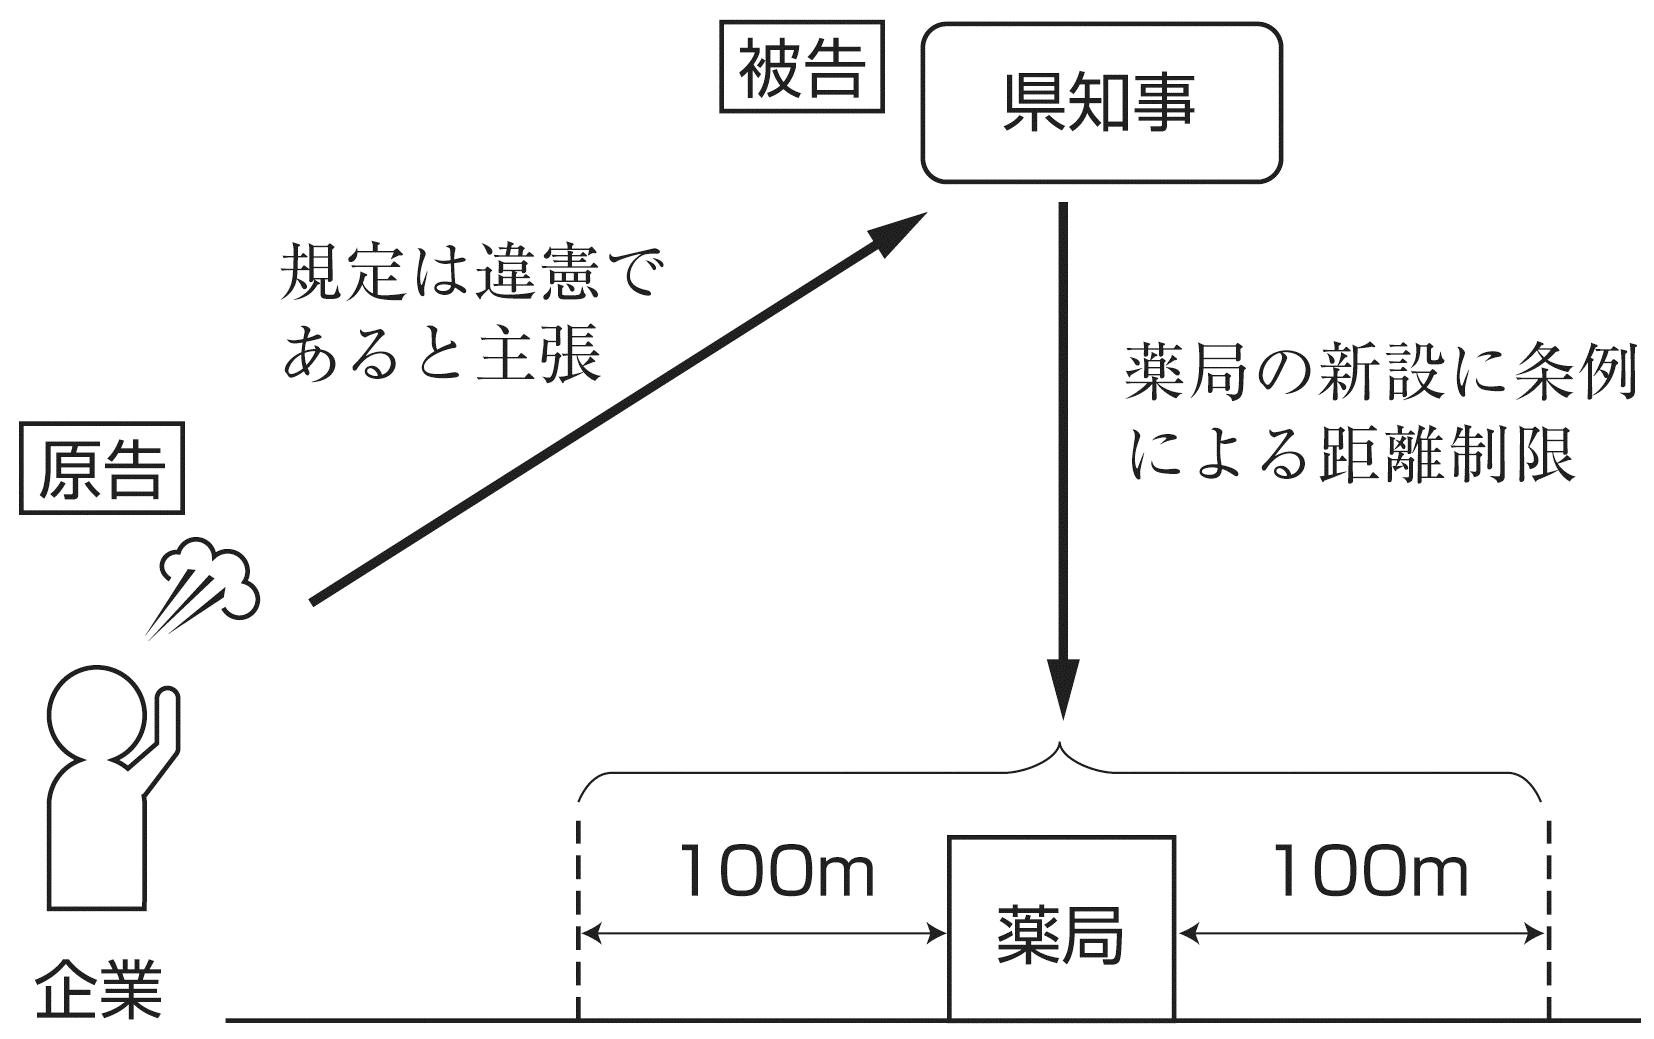 被告
県知事
規定は違憲で
あると主張
薬局の新設に条例
による距離制限
原告
100m
100m
薬局
企業